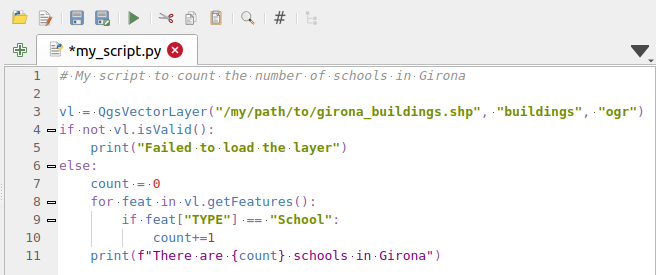 *my_script.py
1 # My script to count the number of schools in Girona
2
3 vl = QgsVectorLayer("/my/path/to/girona_buildings.shp", "buildings", "ogr")
4 if not vl.isValid():
5     print("Failed to load the layer")
6 else:
7     count = 0
8     for feat in vl.getFeatures():
9         if feat["TYPE"] == "School":
10             count+=1
11     print(f"There are {count} schools in Girona")